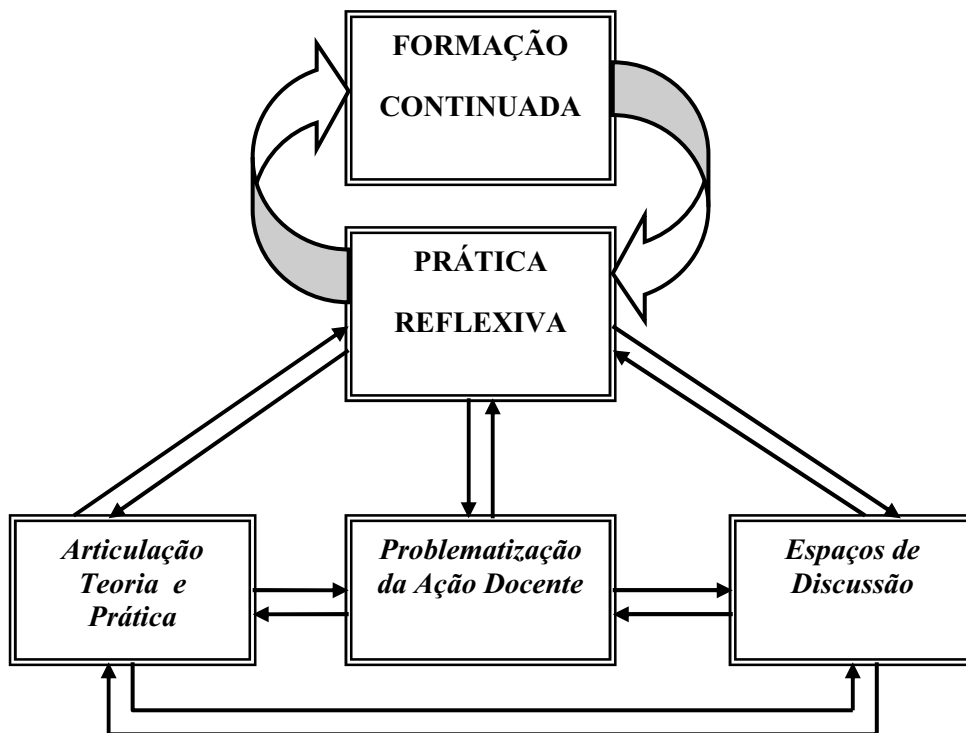 FORMAÇÃO
CONTINUADA
PRÁTICA
REFLEXIVA
Articulação
Teoria e
Prática
Problematização
da Ação Docente
Espaços de
Discussão